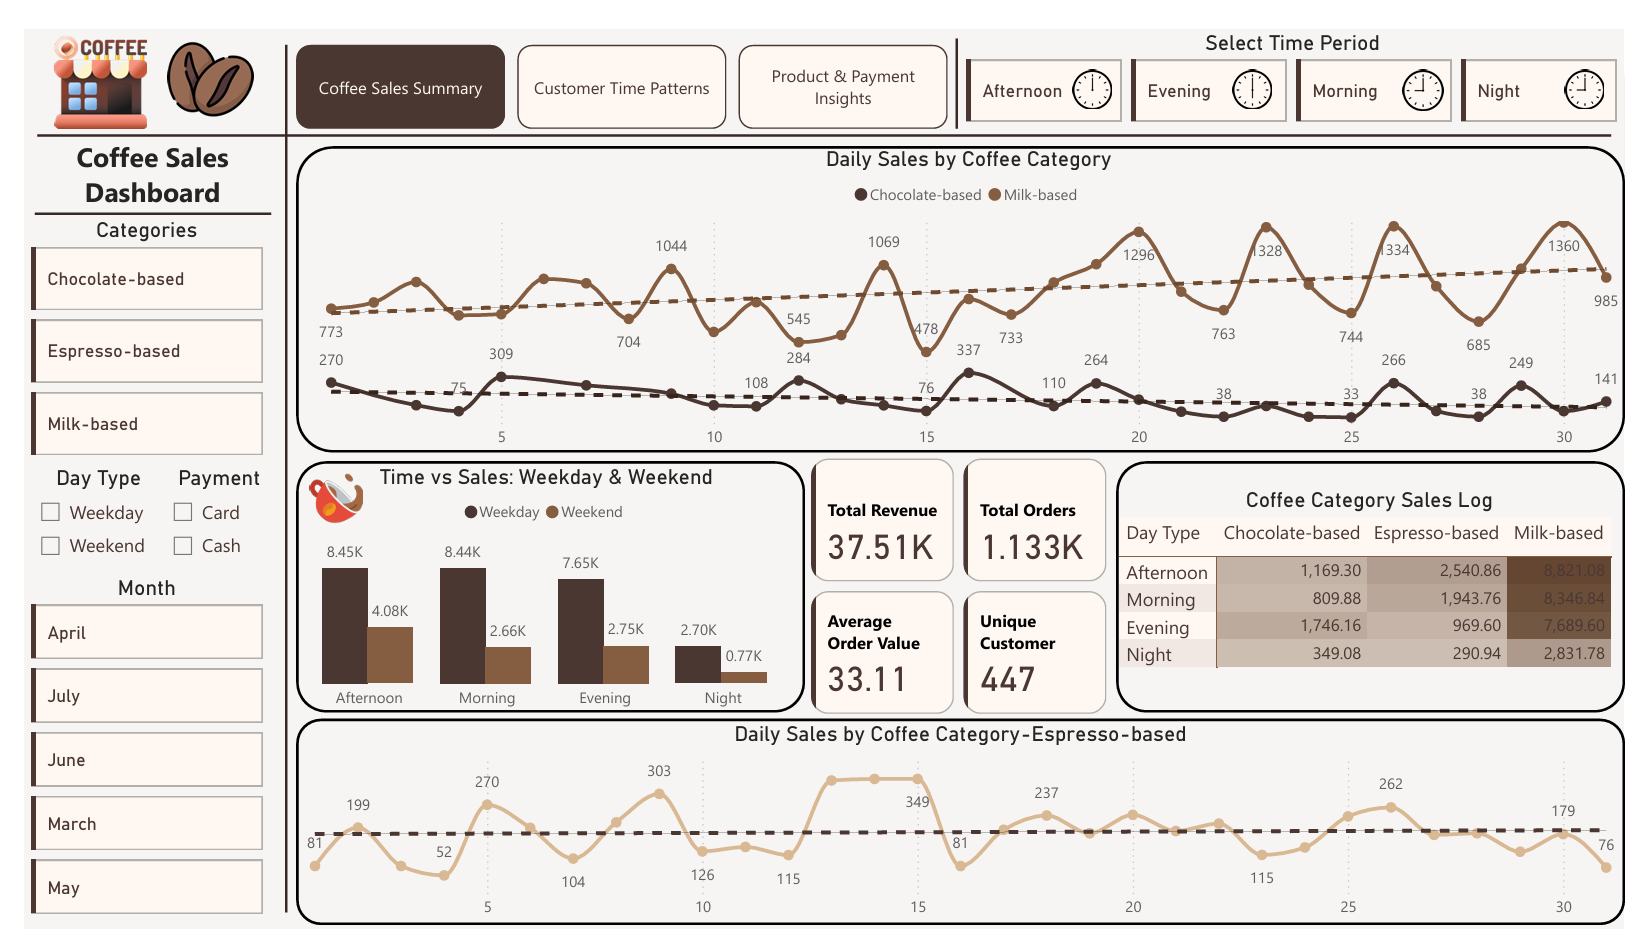 COFFEE
Coffee Sales Summary
Customer Time Patterns
Product & Payment
Insights
Select Time Period
Afternoon
Evening
Morning
Night
Coffee Sales
Dashboard
Categories
Chocolate-based
Espresso-based
Milk-based
Day Type
Payment
Weekday
Card
Weekend
Cash
Month
April
July
June
March
May
Daily Sales by Coffee Category
Chocolate-based Milk-based
773
704
1044
545
1069
478
733
1296
763
1328
744
1334
685
1360
985
270
75
309
108
284
76
337
110
264
38
33
266
38
249
141
5 10 15 20 25 30
Time vs Sales: Weekday & Weekend
Weekday Weekend
8.45K
4.08K
8.44K
2.66K
7.65K
2.75K
2.70K
0.77K
Afternoon Morning Evening Night
Total Revenue
37.51K
Total Orders
1.133K
Average
Order Value
33.11
Unique
Customer
447
Coffee Category Sales Log
Day Type Chocolate-based Espresso-based Milk-based
Afternoon 1,169.30 2,540.86 8,821.08
Morning 809.88 1,943.76 8,346.84
Evening 1,746.16 969.60 7,689.60
Night 349.08 290.94 2,831.78
Daily Sales by Coffee Category-Espresso-based
81
199
52
270
104
303
126
115
349
81
237
115
262
179
76
5 10 15 20 25 30